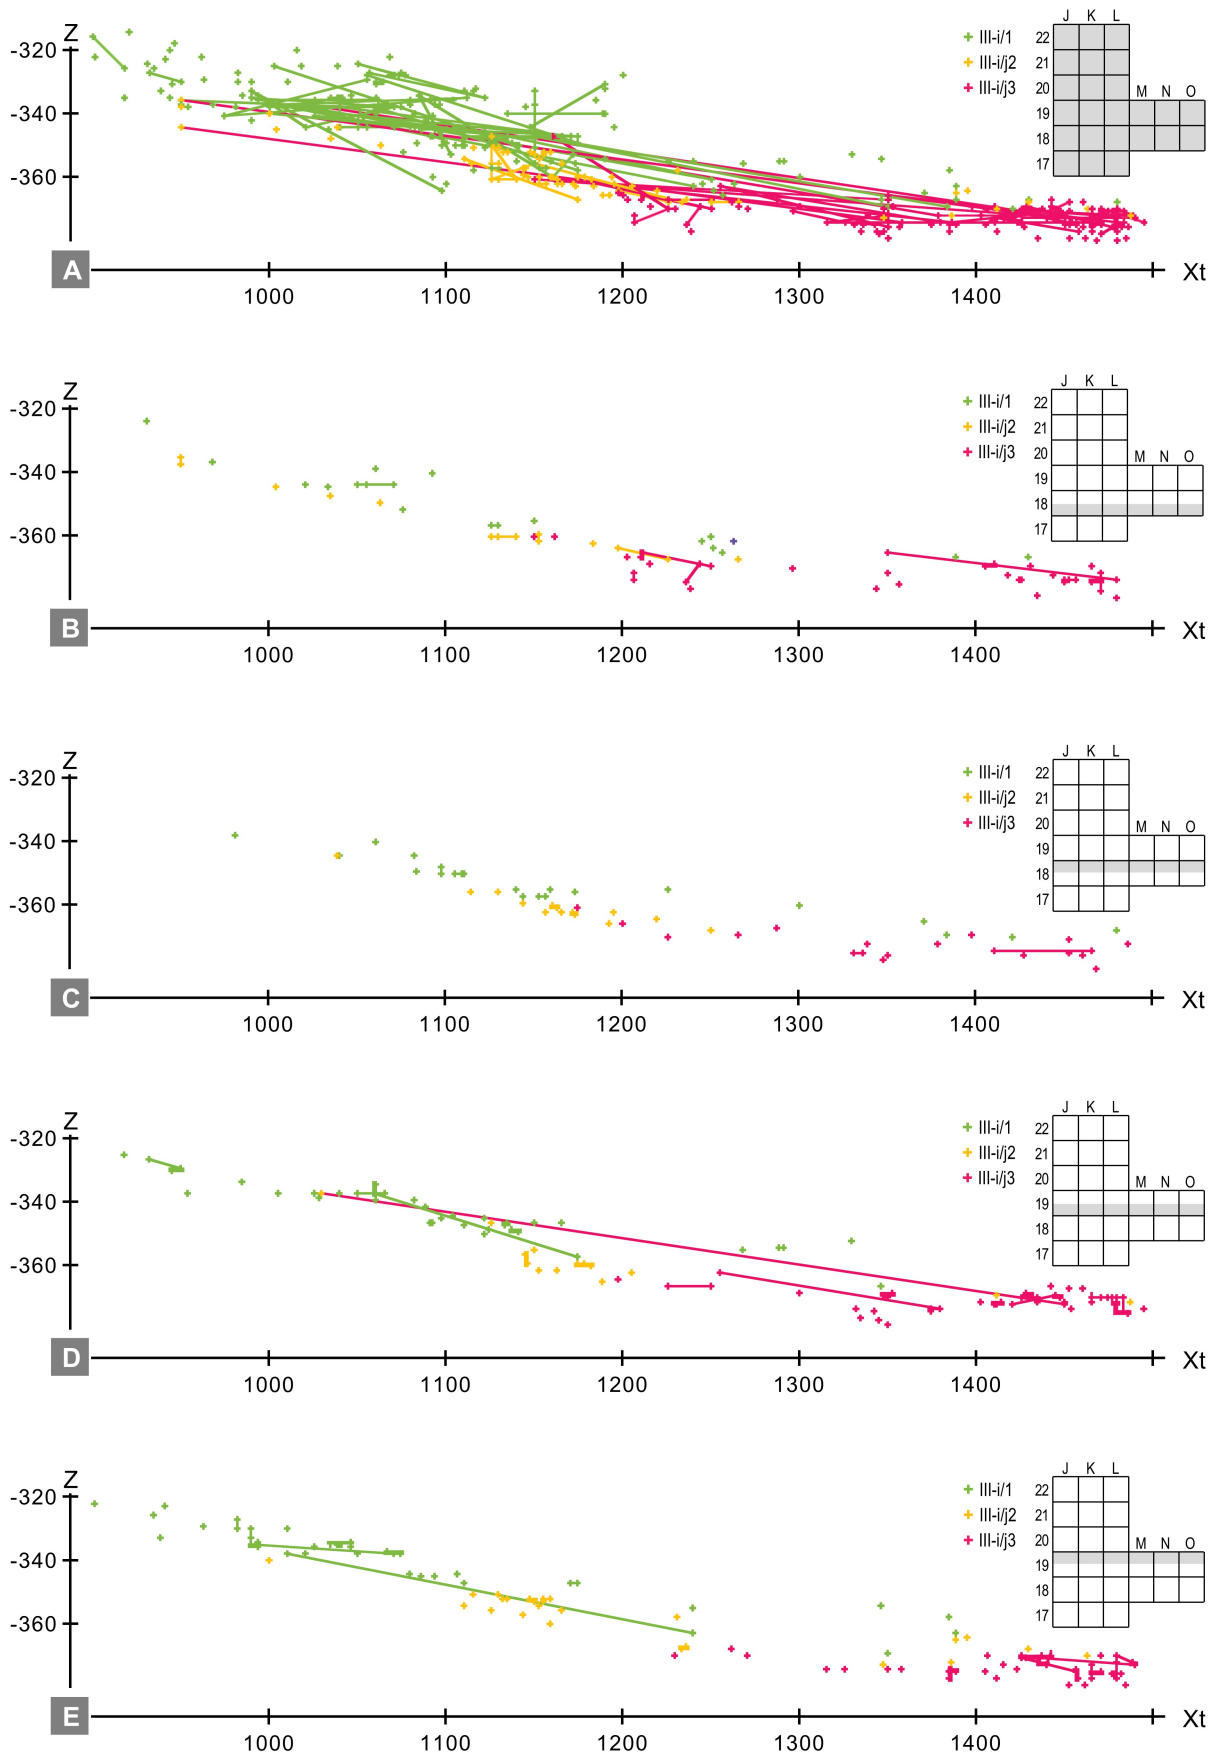 Z
-320
-340
-360
III-i/1
III-i/j2
III-i/j3
J K L
22
21
20
M N O
19
18
17
A
1000 1100 1200 1300 1400
Xt
Z
-320
-340
-360
III-i/1
III-i/j2
III-i/j3
J K L
22
21
20
M N O
19
18
17
B
1000 1100 1200 1300 1400
Xt
Z
-320
-340
-360
III-i/1
III-i/j2
III-i/j3
J K L
22
21
20
M N O
19
18
17
C
1000 1100 1200 1300 1400
Xt
Z
-320
-340
-360
III-i/1
III-i/j2
III-i/j3
J K L
22
21
20
M N O
19
18
17
D
1000 1100 1200 1300 1400
Xt
Z
-320
-340
-360
III-i/1
III-i/j2
III-i/j3
J K L
22
21
20
M N O
19
18
17
E
1000 1100 1200 1300 1400
Xt